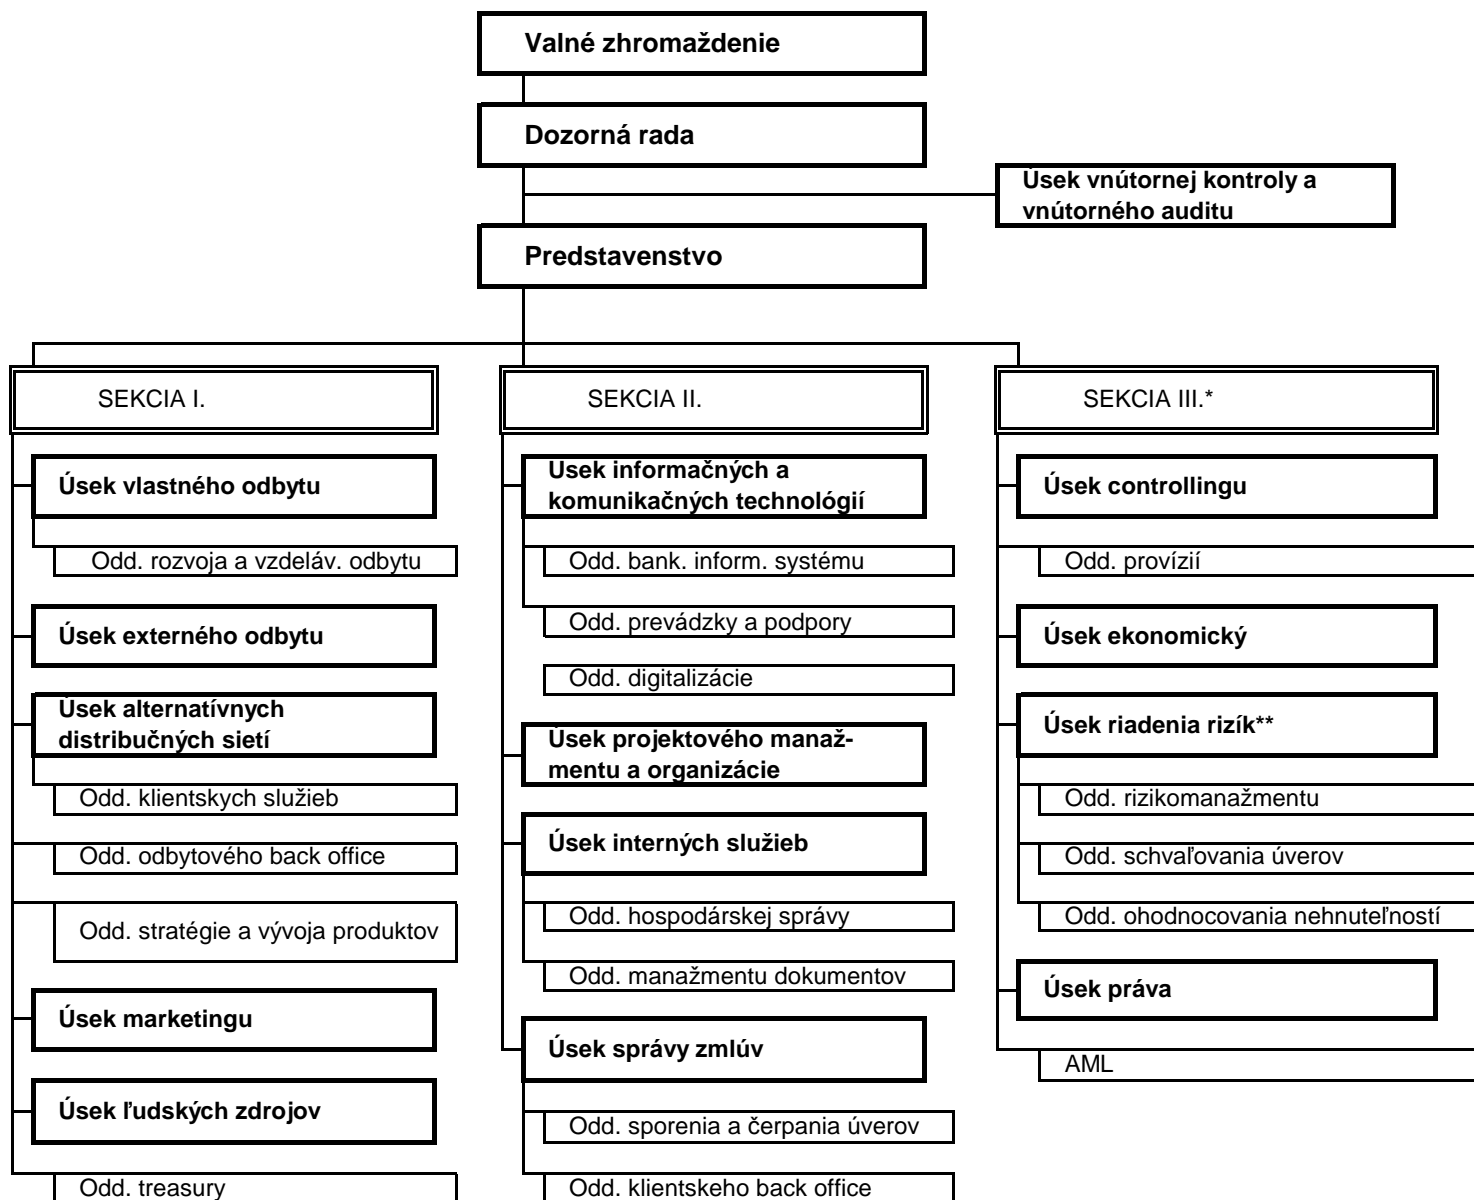 Valné zhromaždenie
Dozorná rada
Úsek vnútornej kontroly a
vnútorného auditu
Predstavenstvo
SEKCIA I.
Úsek vlastného odbytu
Odd. rozvoja a vzdeláv. odbytu
Úsek externého odbytu
Úsek alternatívnych
distribučných sietí
Odd. klientskych služieb
Odd. odbytového back office
Odd. stratégie a vývoja produktov
Úsek marketingu
Úsek ľudských zdrojov
Odd. treasury
SEKCIA II.
Úsek informačných a
komunikačných technológií
Odd. bank. inform. systému
Odd. prevádzky a podpory
Odd. digitalizácie
Úsek projektového manaž-
mentu a organizácie
Úsek interných služieb
Odd. hospodárskej správy
Odd. manažmentu dokumentov
Úsek správy zmlúv
Odd. sporenia a čerpania úverov
Odd. klientskeho back office
SEKCIA III.*
Úsek controllingu
Odd. provízií
Úsek ekonomický
Úsek riadenia rizík**
Odd. rizikomanažmentu
Odd. schvaľovania úverov
Odd. ohodnocovania nehnuteľností
Úsek práva
AML